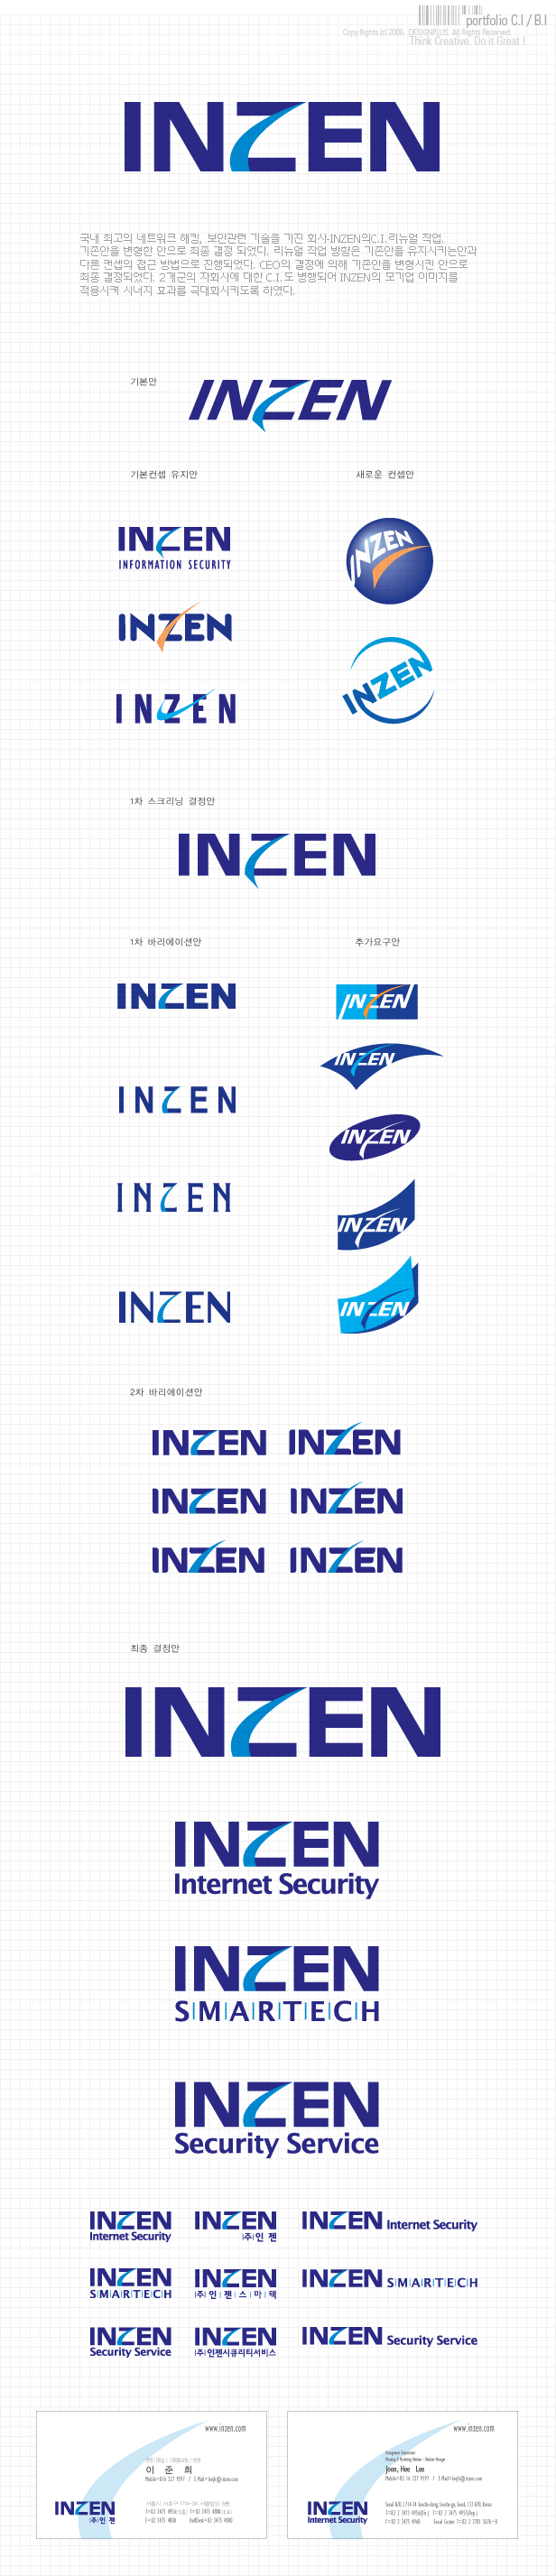 portfolio C.I / B.I
Copy Rights (c) 2006, DESIGNPLUS. All Rights Reserved.
Think Creative, Do it Great !
INZEN
국내 최고의 네트워크 해킹, 보안관련 기술을 가진 회사-INZEN의C.I.리뉴얼 작업.
기존안을 변형한 안으로 최종 결정 되었다. 리뉴얼 작업 방향은 기존안을 유지시키는안과
다른 컨셉의 접근 방법으로 진행되었다. CEO의 결정에 의해 기존안을 변형시킨 안으로
최종 결정되었다. 2개군의 자회사에 대한 C.I.도 병행되어 INZEN의 모기업 이미지를
적용시켜 시너지 효과를 극대화시키도록 하였다.
기본안
INZEN
기본컨셉 유지안
새로운 컨셉안
INZEN
INFORMATION SECURITY
INZEN
INZEN
INZEN
INZEN
1차 스크리닝 결정안
INZEN
1차 바리에이션안
추가요구안
INZEN
INZEN
INZEN
INZEN
INZEN
INZEN
INZEN
INZEN
INZEN
2차 바리에이션안
INZEN INZEN
INZEN INZEN
INZEN INZEN
최종 결정안
INZEN
INZEN
Internet Security
INZEN
S|M|A|R|T|E|C|H
INZEN
Security Service
INZEN INZEN INZEN Internet Security
Internet Security (주)인 젠
INZEN INZEN INZEN S|M|A|R|T|E|C|H
S|M|A|R|T|E|C|H (주)인|젠|스|마|텍
INZEN INZEN INZEN Security Service
Security Service (주)인젠시큐리티서비스
www.inzen.com
이 준 희
INZEN
(주)인 젠
www.inzen.com
Joon, Hee Lee
INZEN
Internet Security